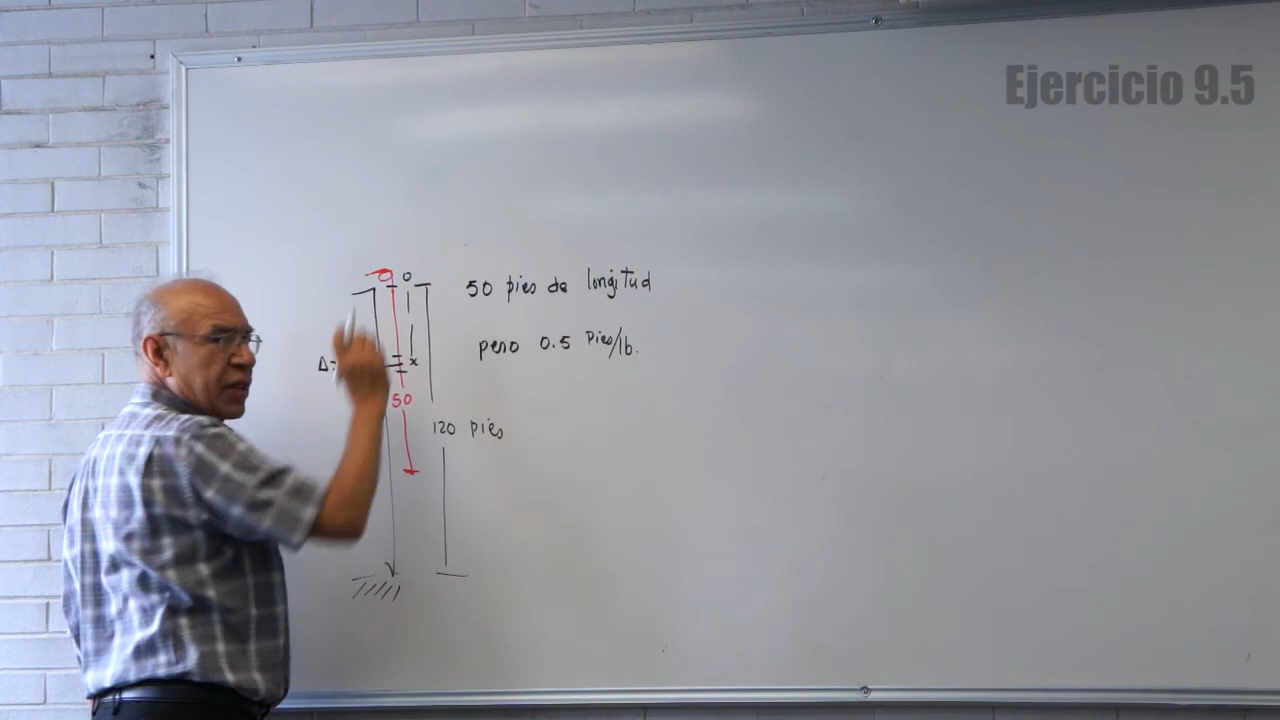 Ejercicio 9.5
0
50 pies de longitud
peso 0.5 pies/lb.
x
50
120 pies